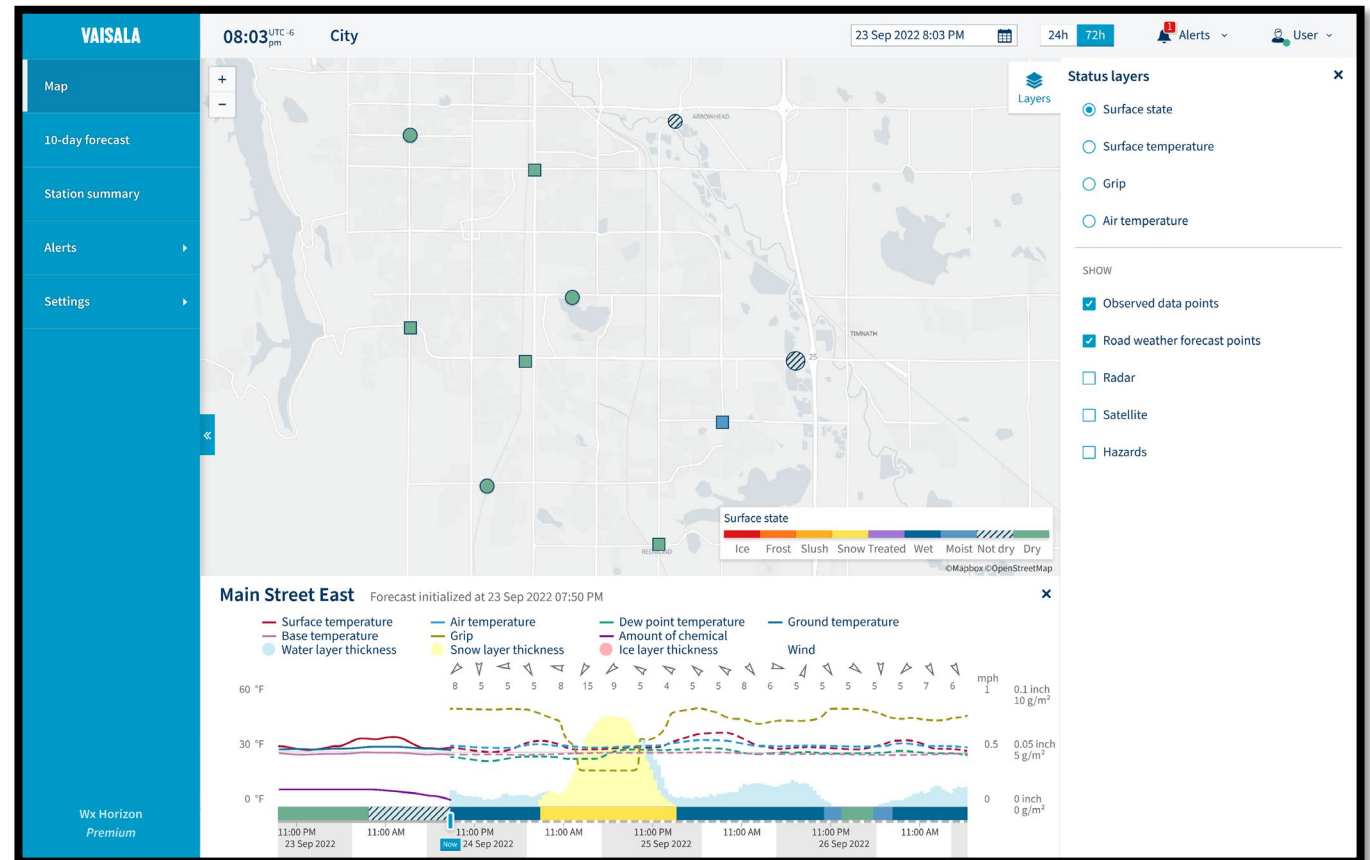 VAISALA
08:03 UTC -6 pm
City
23 Sep 2022 8:03 PM
24h 72h
1
Alerts
User
Map
10-day forecast
Station summary
Alerts
Settings
Wx Horizon
Premium
+
−
Layers
ARROWHEAD
TIMNATH
25
Surface state
Ice Frost Slush Snow Treated Wet Moist Not dry Dry
©Mapbox ©OpenStreetMap
Status layers
Surface state
Surface temperature
Grip
Air temperature
SHOW
Observed data points
Road weather forecast points
Radar
Satellite
Hazards
Main Street East Forecast initialized at 23 Sep 2022 07:50 PM
Surface temperature Air temperature Dew point temperature Ground temperature
Base temperature Grip Amount of chemical
Water layer thickness Snow layer thickness Ice layer thickness Wind
8 5 5 5 8 15 9 5 4 5 5 8 6 5 5 5 5 5 7 6
mph
60 °F 1 0.1 inch
10 g/m²
30 °F 0.5 0.05 inch
5 g/m²
0 °F 0 0 inch
0 g/m²
11:00 PM 11:00 AM 11:00 PM 11:00 AM 11:00 PM 11:00 AM 11:00 PM 11:00 AM
23 Sep 2022 Now 24 Sep 2022 25 Sep 2022 26 Sep 2022